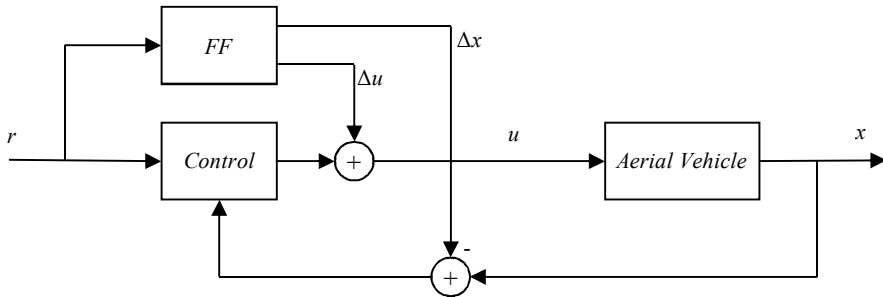 FF
Δx
Δu
r
Control
+
u
Aerial Vehicle
x
-
+